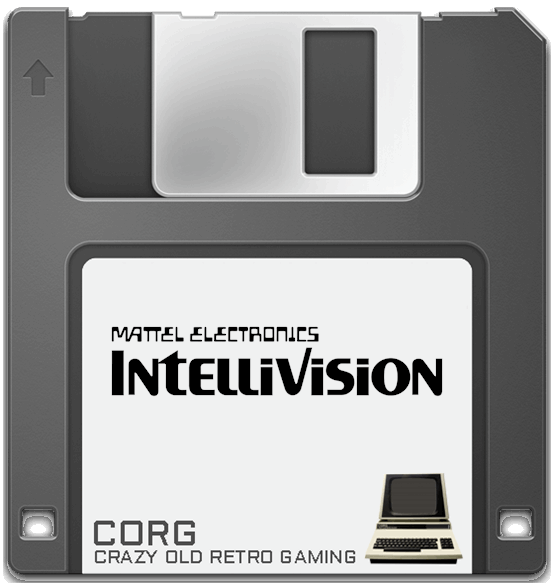 MATTEL ELECTRONICS
INTELLIVISION
CORG
CRAZY OLD RETRO GAMING